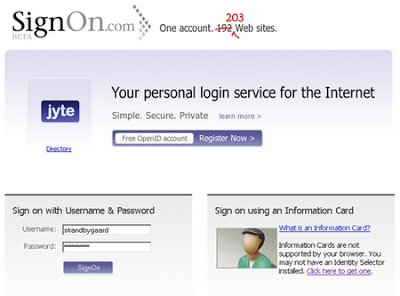 SignOn.com
BETA
203
One account. 192 Web sites.
Your personal login service for the Internet
jyte
Simple. Secure. Private learn more >
Free OpenID account Register Now >
Directory
Sign on with Username & Password
Username: strandbygaard
Password: **********
SignOn
Sign on using an Information Card
What is an Information Card?
Information Cards are not
supported by your browser. You
may not have an Identity Selector
installed. Click here to get one.